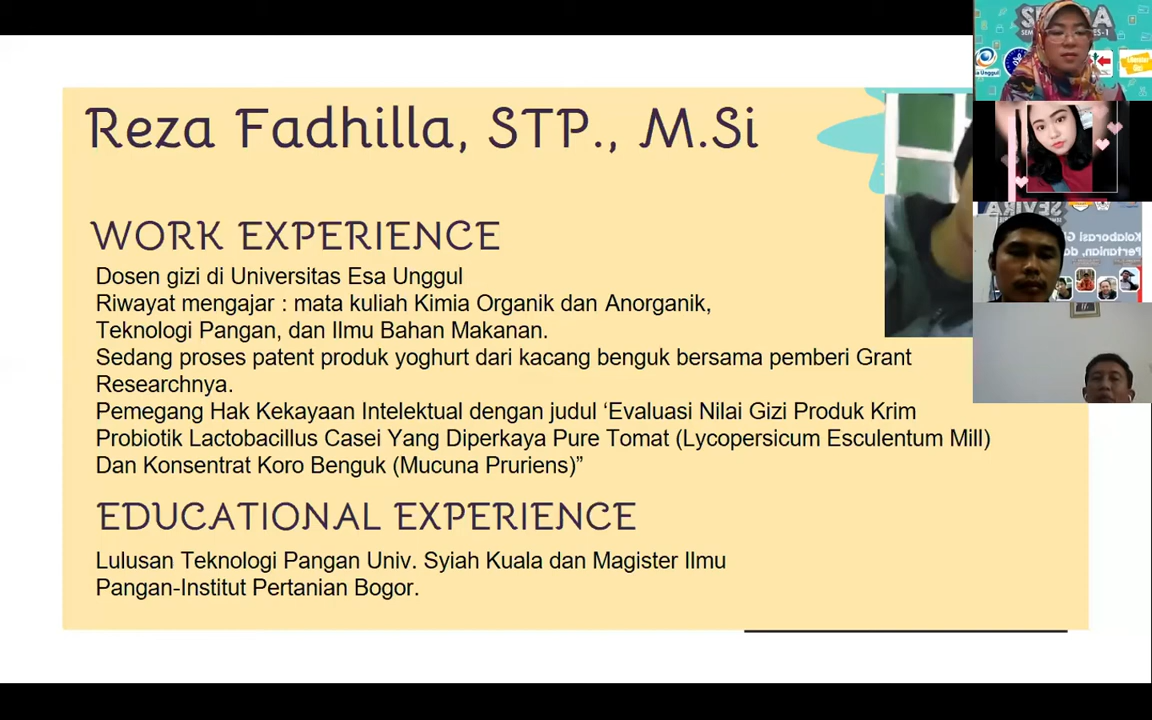 Reza Fadhilla, STP., M.Si
WORK EXPERIENCE
Dosen gizi di Universitas Esa Unggul
Riwayat mengajar : mata kuliah Kimia Organik dan Anorganik,
Teknologi Pangan, dan Ilmu Bahan Makanan.
Sedang proses patent produk yoghurt dari kacang benguk bersama pemberi Grant
Researchnya.
Pemegang Hak Kekayaan Intelektual dengan judul ‘Evaluasi Nilai Gizi Produk Krim
Probiotik Lactobacillus Casei Yang Diperkaya Pure Tomat (Lycopersicum Esculentum Mill)
Dan Konsentrat Koro Benguk (Mucuna Pruriens)”
EDUCATIONAL EXPERIENCE
Lulusan Teknologi Pangan Univ. Syiah Kuala dan Magister Ilmu
Pangan-Institut Pertanian Bogor.
Unggul
Kolaborasi
Pertanian, dan